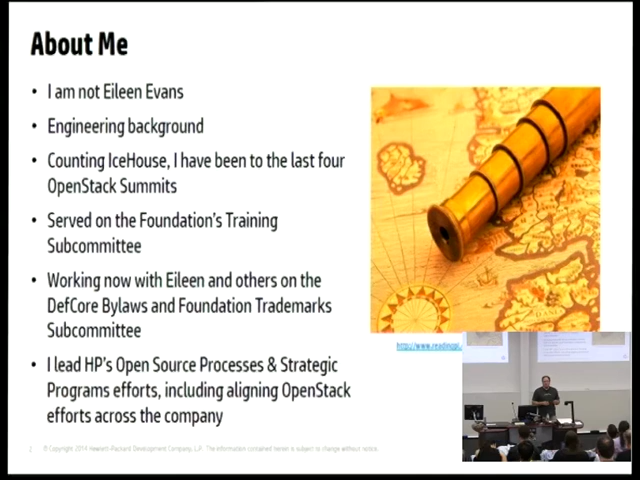 About Me
• I am not Eileen Evans
• Engineering background
• Counting IceHouse, I have been to the last four
OpenStack Summits
• Served on the Foundation's Training
Subcommittee
• Working now with Eileen and others on the
DefCore Bylaws and Foundation Trademarks
Subcommittee
• I lead HP's Open Source Processes & Strategic
Programs efforts, including aligning OpenStack
efforts across the company
2 © Copyright 2014 Hewlett-Packard Development Company, L.P. The information contained herein is subject to change without notice.